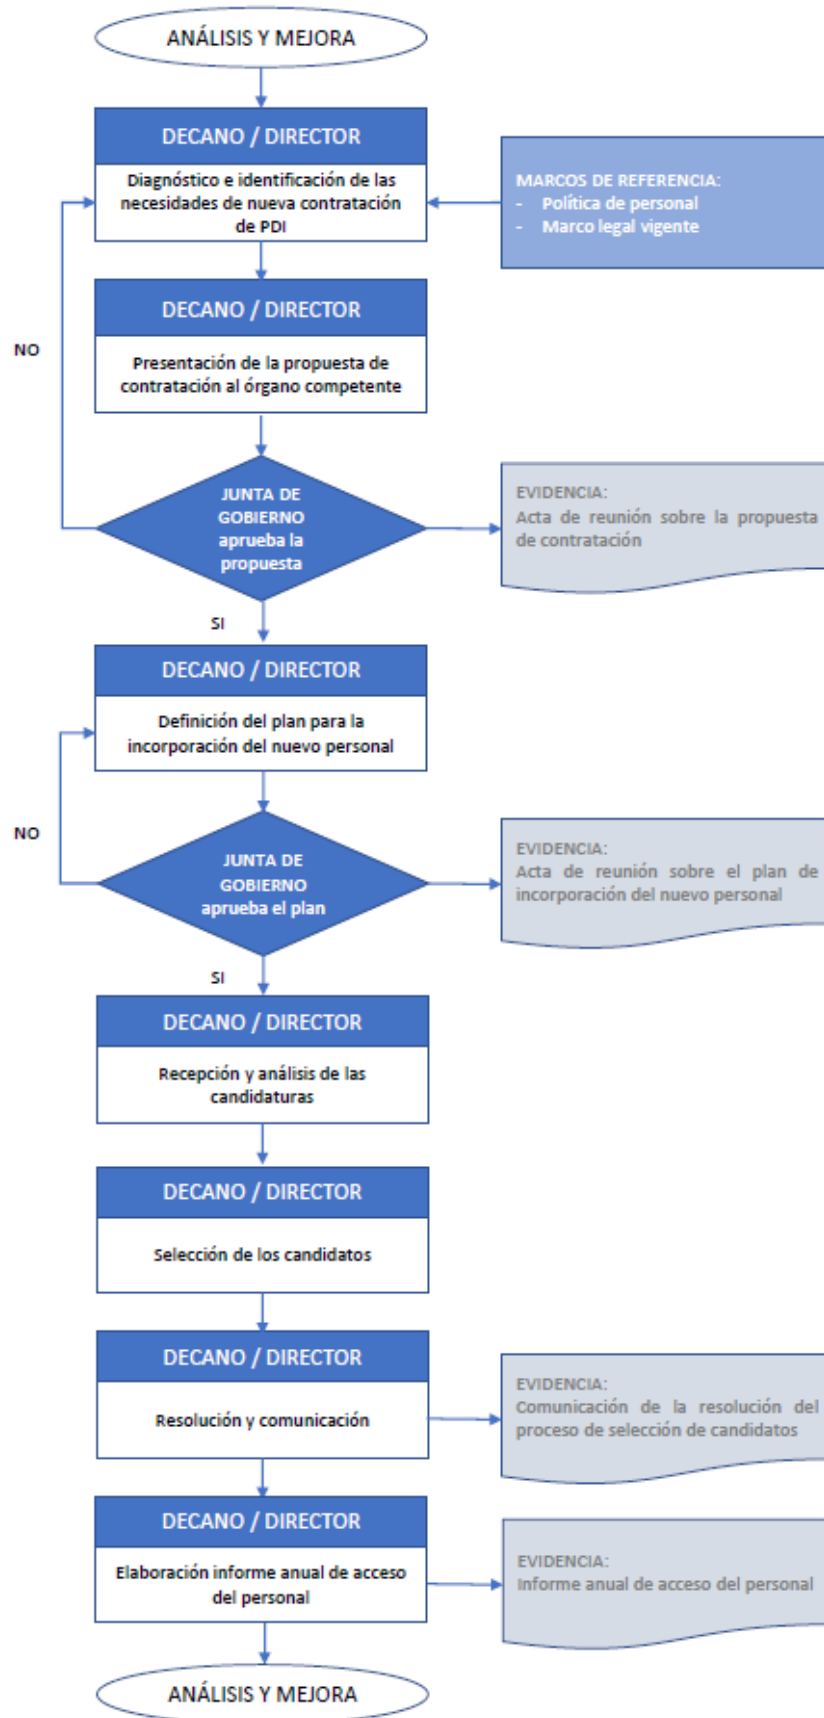 ANÁLISIS Y MEJORA
DECANO / DIRECTOR
Diagnóstico e identificación de las
necesidades de nueva contratación
de PDI
MARCOS DE REFERENCIA:
- Política de personal
- Marco legal vigente
DECANO / DIRECTOR
Presentación de la propuesta de
contratación al órgano competente
NO
JUNTA DE
GOBIERNO
aprueba la
propuesta
EVIDENCIA:
Acta de reunión sobre la propuesta
de contratación
SI
DECANO / DIRECTOR
Definición del plan para la
incorporación del nuevo personal
NO
JUNTA DE
GOBIERNO
aprueba el plan
EVIDENCIA:
Acta de reunión sobre el plan de
incorporación del nuevo personal
SI
DECANO / DIRECTOR
Recepción y análisis de las
candidaturas
DECANO / DIRECTOR
Selección de los candidatos
DECANO / DIRECTOR
Resolución y comunicación
EVIDENCIA:
Comunicación de la resolución del
proceso de selección de candidatos
DECANO / DIRECTOR
Elaboración informe anual de acceso
del personal
EVIDENCIA:
Informe anual de acceso del personal
ANÁLISIS Y MEJORA